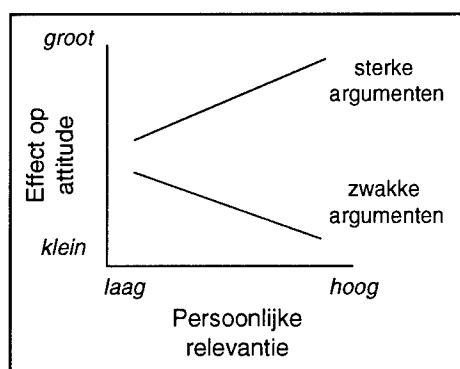 groot
sterke
argumenten
Effect op
attitude
zwakke
argumenten
klein
laag
hoog
Persoonlijke
relevantie